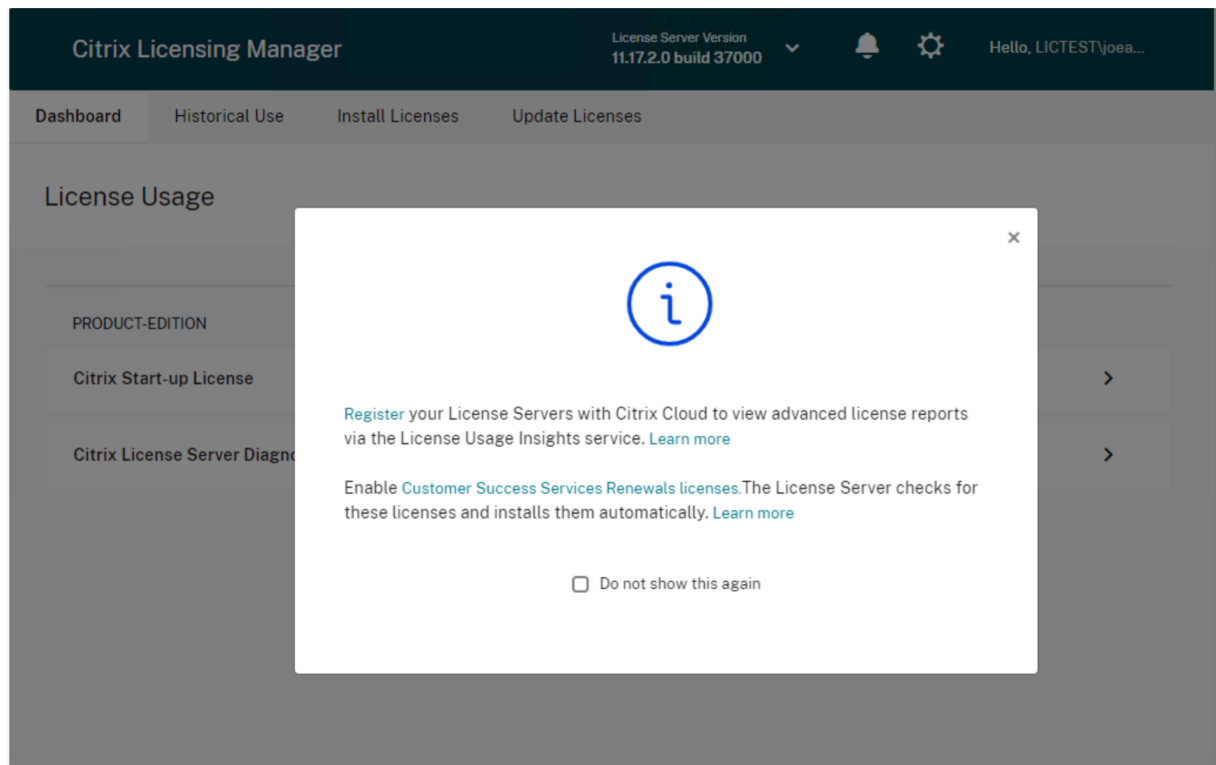 Citrix Licensing Manager
License Server Version
11.17.2.0 build 37000
Hello, LICTEST\joea...
Dashboard Historical Use Install Licenses Update Licenses
License Usage
PRODUCT-EDITION
Citrix Start-up License
Citrix License Server Diagno
Register your License Servers with Citrix Cloud to view advanced license reports
via the License Usage Insights service. Learn more
Enable Customer Success Services Renewals licenses.The License Server checks for
these licenses and installs them automatically. Learn more
Do not show this again